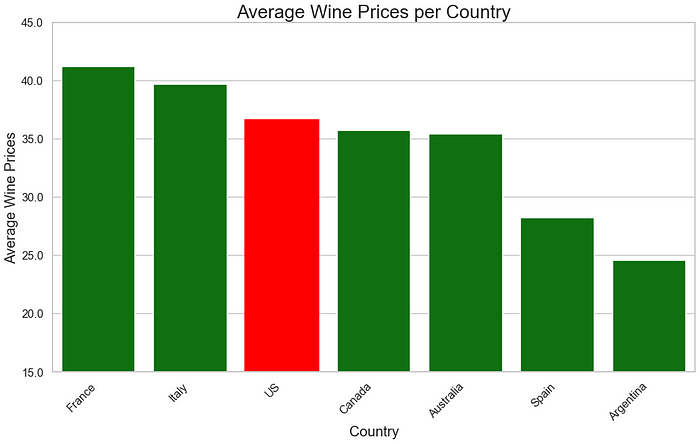 Average Wine Prices per Country
Average Wine Prices
45.0
40.0
35.0
30.0
25.0
20.0
15.0
France
Italy
US
Canada
Australia
Spain
Argentina
Country